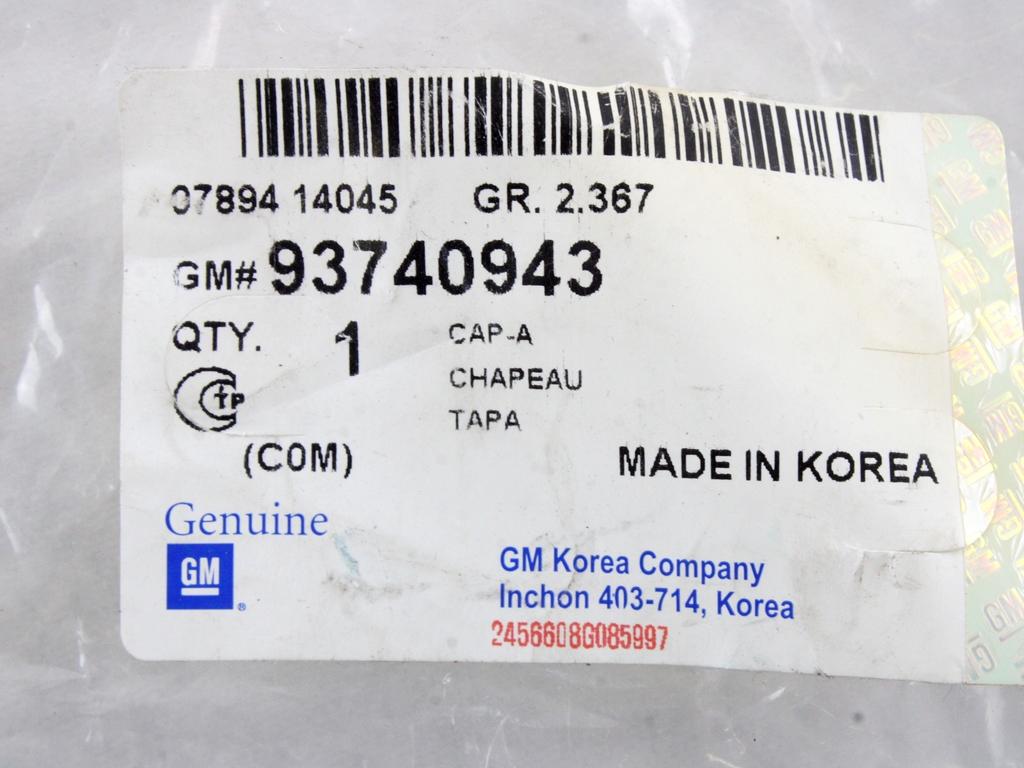 07894 14045 GR. 2.367
GM# 93740943
QTY. 1 CAP-A
CHAPEAU
TAPA
(COM)
MADE IN KOREA
Genuine
GM
GM Korea Company
Inchon 403-714, Korea
2456608G085997